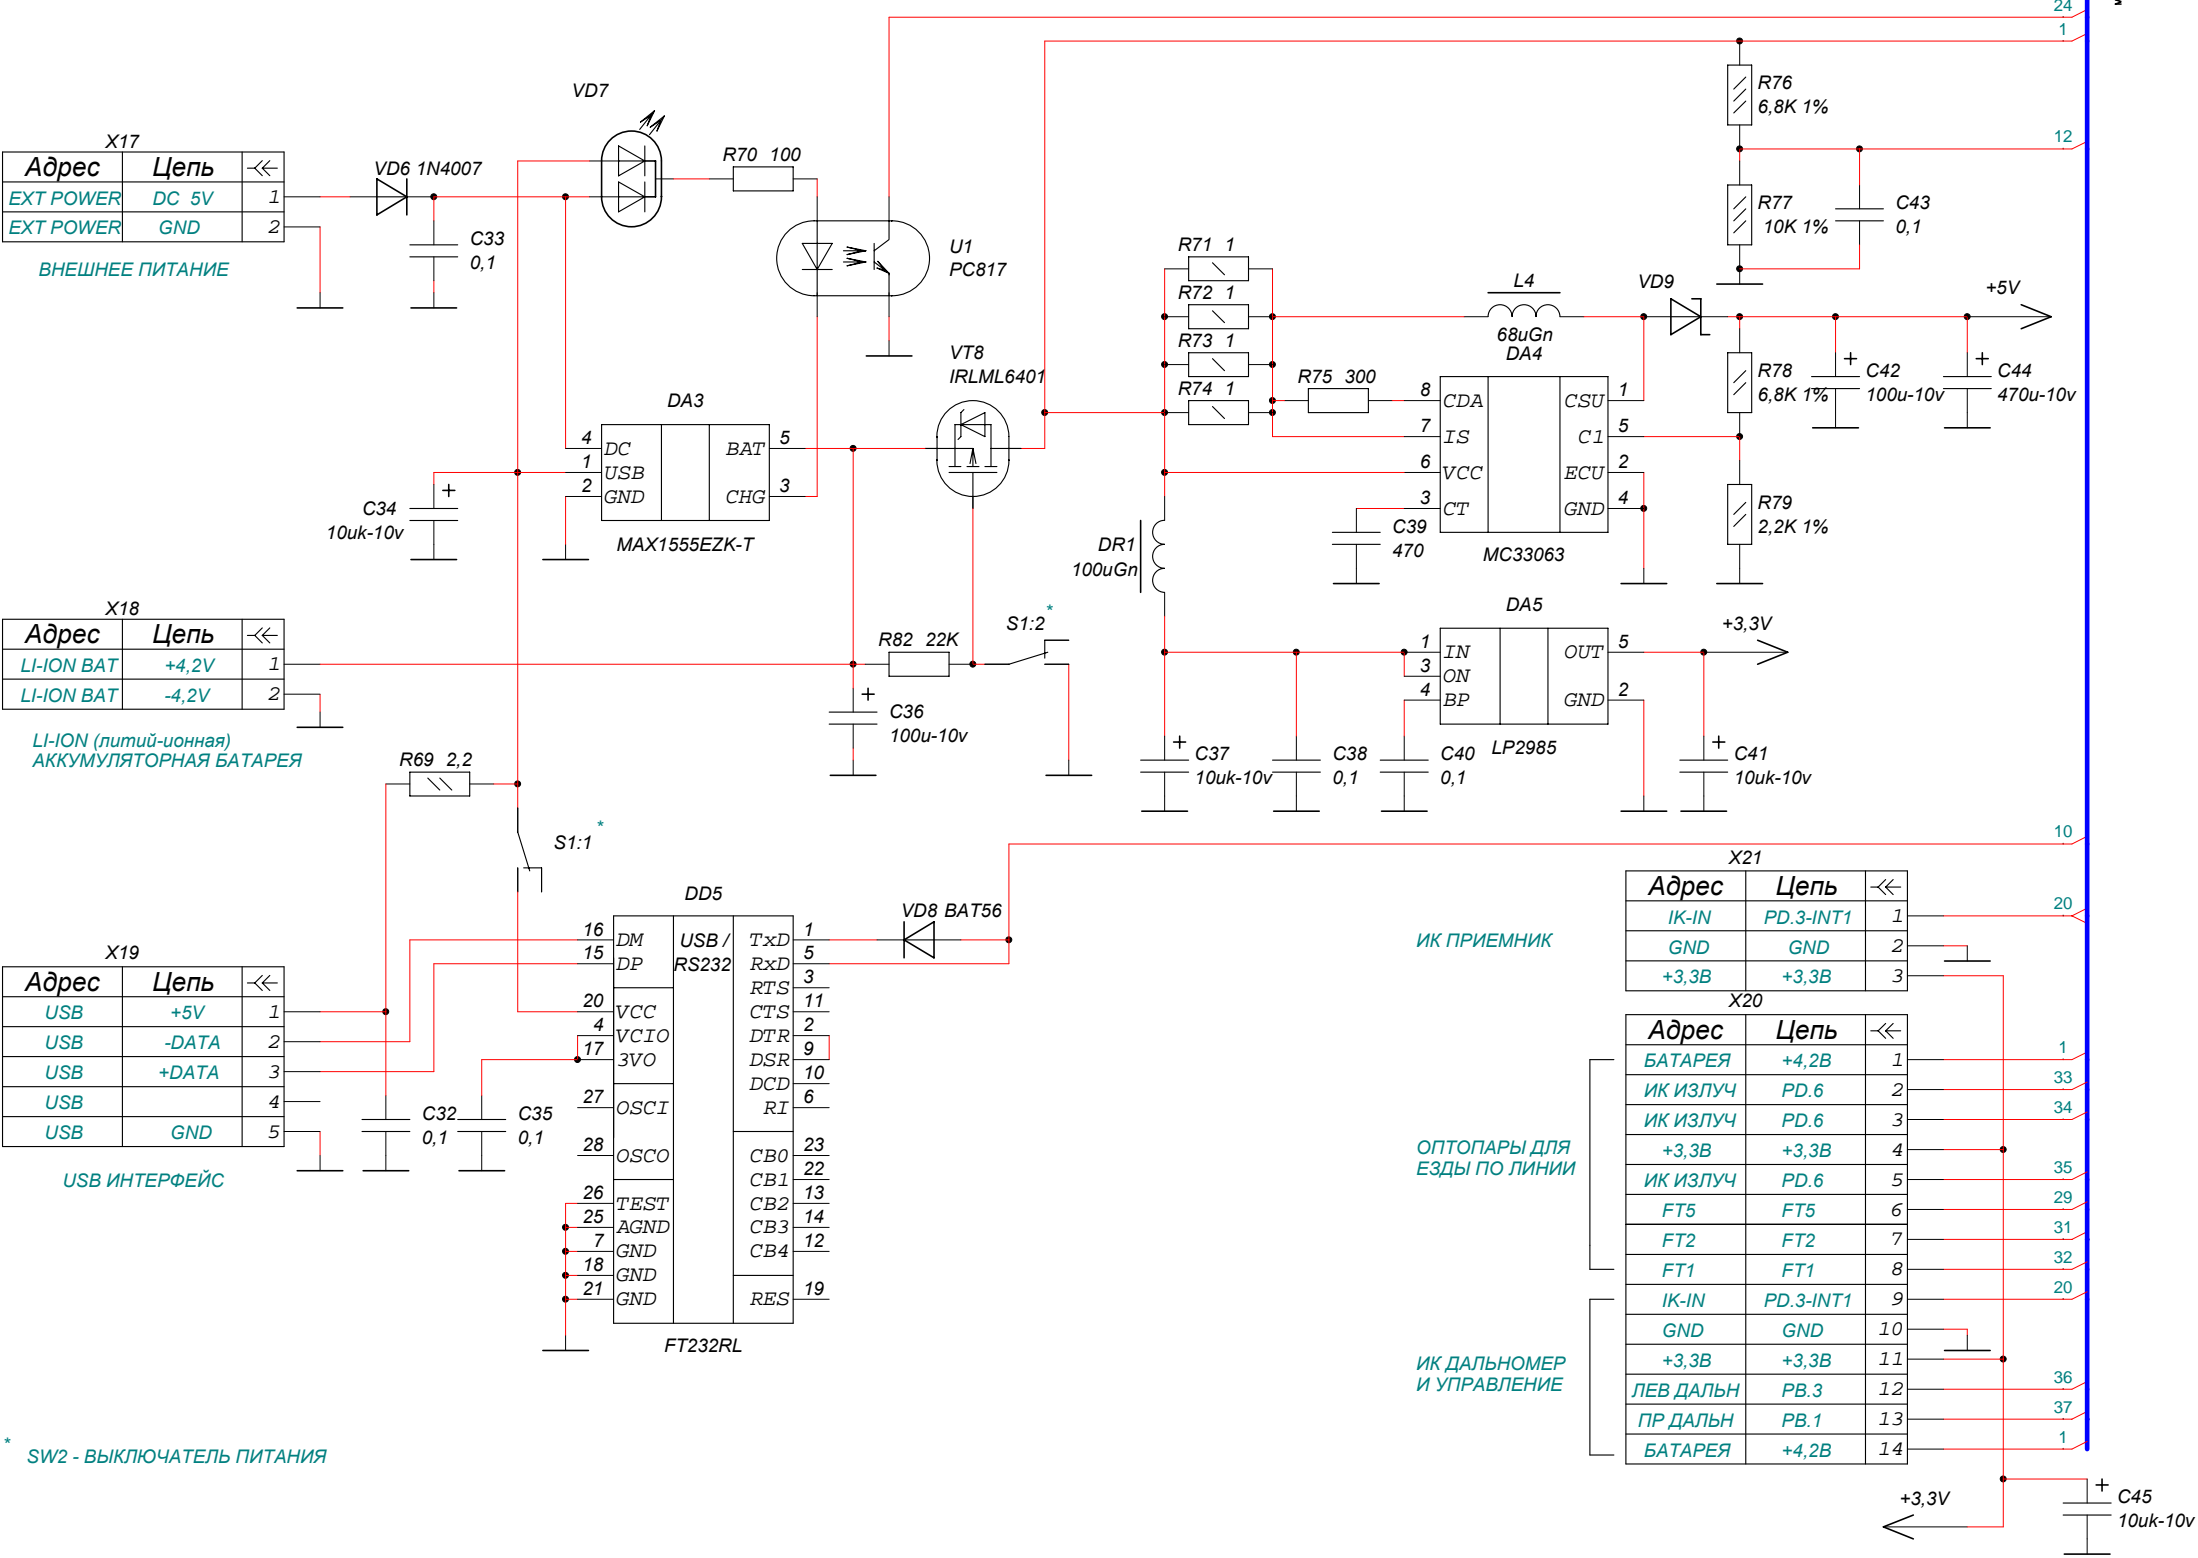 24
1
VD7
R76
6,8K 1%
12
X17
Адрес Цепь
EXT POWER DC 5V 1
EXT POWER GND 2
ВНЕШНЕЕ ПИТАНИЕ
VD6 1N4007
R70 100
C33
0,1
U1
PC817
R77
10K 1%
C43
0,1
R71 1
R72 1
R73 1
R74 1
L4
68uGn
VD9
+5V
VT8
IRLML6401
R75 300
DA4
8 CDA CSU 1
7 IS C1 5
6 VCC ECU 2
3 CT GND 4
MC33063
R78
6,8K 1%
C42
100u-10v
C44
470u-10v
R79
2,2K 1%
DA3
4 DC BAT 5
1 USB
2 GND CHG 3
MAX1555EZK-T
C34
10uk-10v
C39
470
DR1
100uGn
X18
Адрес Цепь
LI-ION BAT +4,2V 1
LI-ION BAT -4,2V 2
LI-ION (литий-ионная)
АККУМУЛЯТОРНАЯ БАТАРЕЯ
R82 22K
S1:2 *
C36
100u-10v
DA5
1 IN OUT 5
3 ON
4 BP GND 2
LP2985
+3,3V
C37
10uk-10v
C38
0,1
C40
0,1
C41
10uk-10v
R69 2,2
S1:1 *
10
X19
Адрес Цепь
USB +5V 1
USB -DATA 2
USB +DATA 3
USB 4
USB GND 5
USB ИНТЕРФЕЙС
C32
0,1
C35
0,1
DD5
USB /
RS232
16 DM TxD 1
15 DP RxD 5
RTS 3
20 VCC CTS 11
4 VCIO DTR 2
17 3VO DSR 9
DCD 10
27 OSCI RI 6
28 OSCO CB0 23
CB1 22
26 TEST CB2 13
25 AGND CB3 14
7 GND CB4 12
18 GND
21 GND RES 19
FT232RL
VD8 BAT56
ИК ПРИЕМНИК
X21
Адрес Цепь
IK-IN PD.3-INT1 1 20
GND GND 2
+3,3В +3,3В 3
X20
Адрес Цепь
БАТАРЕЯ +4,2В 1 1
ИК ИЗЛУЧ PD.6 2 33
ИК ИЗЛУЧ PD.6 3 34
+3,3В +3,3В 4
ИК ИЗЛУЧ PD.6 5 35
FT5 FT5 6 29
FT2 FT2 7 31
FT1 FT1 8 32
IK-IN PD.3-INT1 9 20
GND GND 10
+3,3В +3,3В 11
ЛЕВ ДАЛЬН PB.3 12 36
ПР ДАЛЬН PB.1 13 37
БАТАРЕЯ +4,2В 14 1
ОПТОПАРЫ ДЛЯ
ЕЗДЫ ПО ЛИНИИ
ИК ДАЛЬНОМЕР
И УПРАВЛЕНИЕ
* SW2 - ВЫКЛЮЧАТЕЛЬ ПИТАНИЯ
+3,3V
C45
10uk-10v